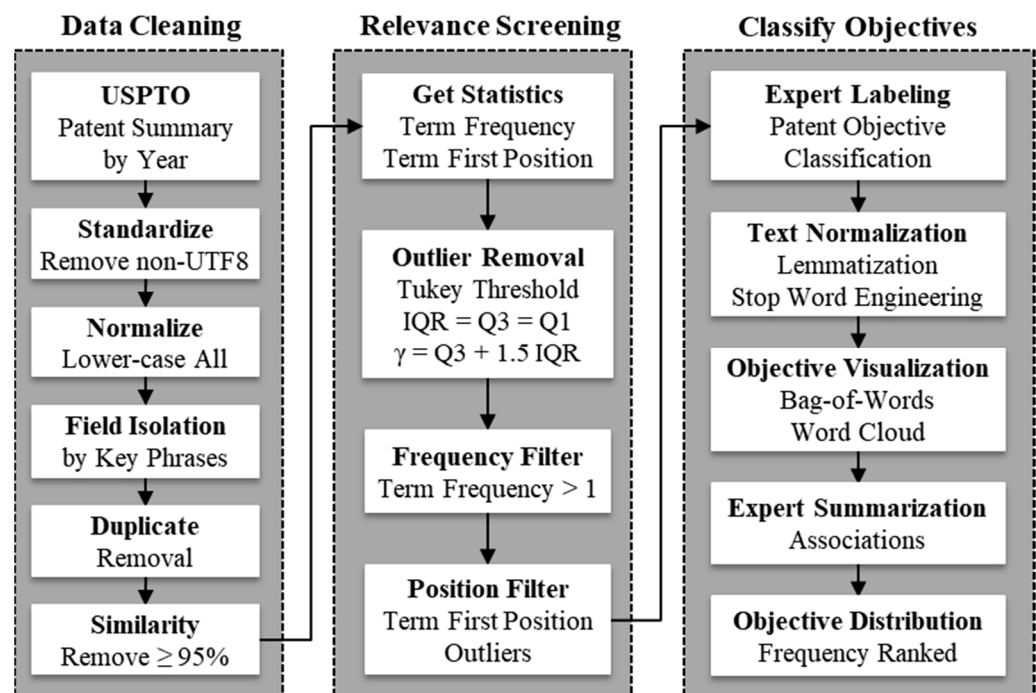 Data Cleaning
USPTO
Patent Summary
by Year
Standardize
Remove non-UTF8
Normalize
Lower-case All
Field Isolation
by Key Phrases
Duplicate
Removal
Similarity
Remove ≥ 95%
Relevance Screening
Get Statistics
Term Frequency
Term First Position
Outlier Removal
Tukey Threshold
IQR = Q3 = Q1
γ = Q3 + 1.5 IQR
Frequency Filter
Term Frequency > 1
Position Filter
Term First Position
Outliers
Classify Objectives
Expert Labeling
Patent Objective
Classification
Text Normalization
Lemmatization
Stop Word Engineering
Objective Visualization
Bag-of-Words
Word Cloud
Expert Summarization
Associations
Objective Distribution
Frequency Ranked